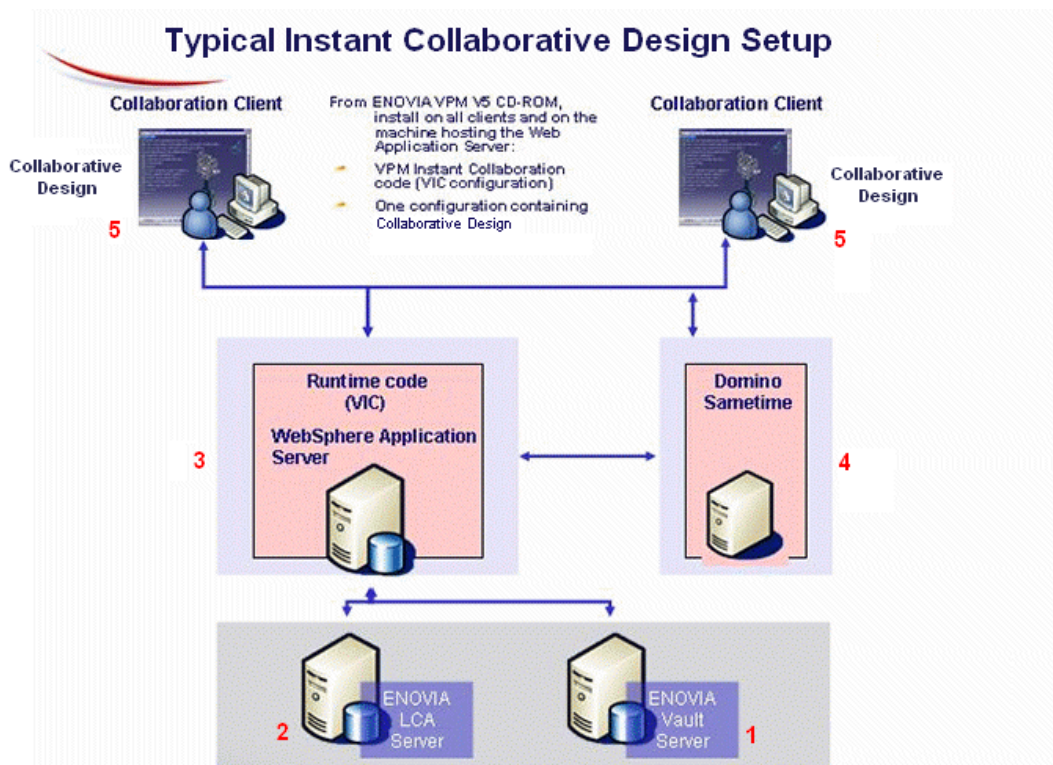 Typical Instant Collaborative Design Setup
Collaboration Client
From ENOVIA VPM V5 CD-ROM,
install on all clients and on the
machine hosting the Web
Application Server:
VPM Instant Collaboration
code (VIC configuration)
One configuration containing
Collaborative Design
Collaboration Client
Collaborative
Design
5
Collaborative
Design
5
Runtime code
(VIC)
WebSphere Application
Server
3
Domino
Sametime
4
ENOVIA
LCA
Server
2
ENOVIA
Vault
Server
1